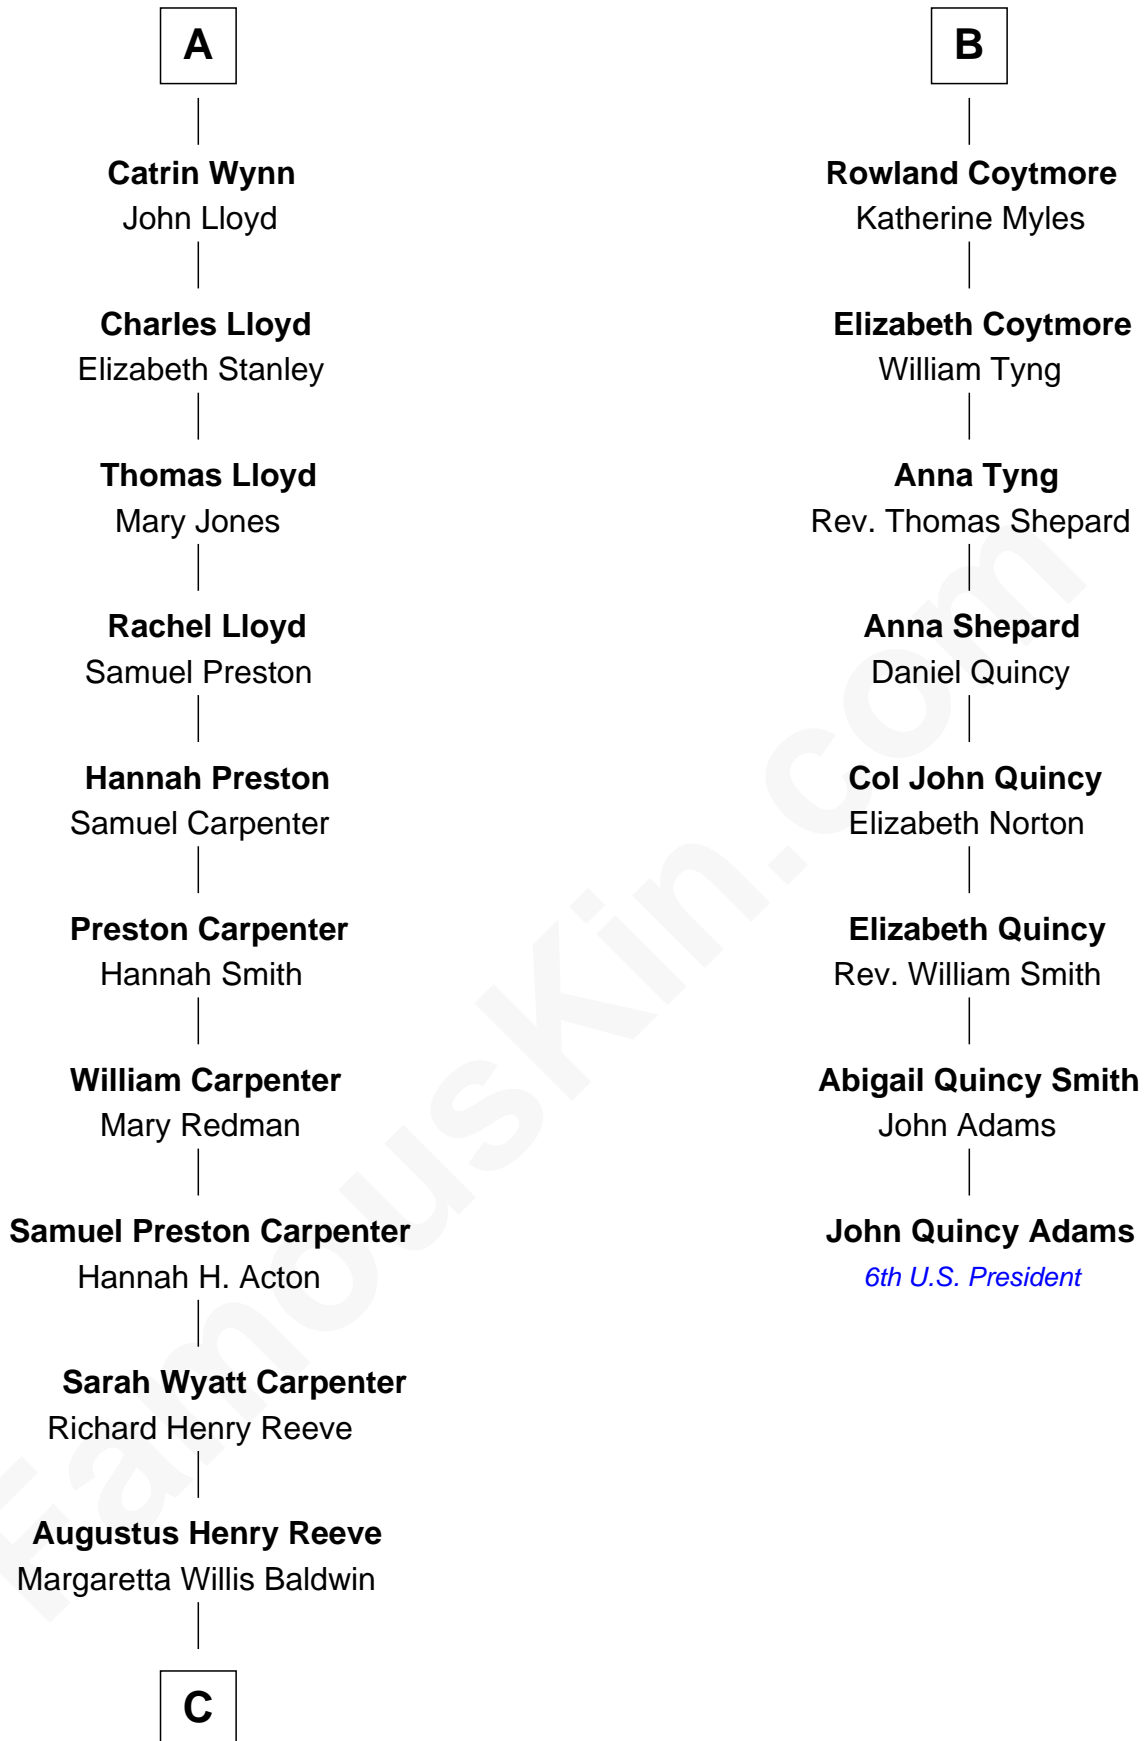 A
Catrin Wynn
John Lloyd
Charles Lloyd
Elizabeth Stanley
Thomas Lloyd
Mary Jones
Rachel Lloyd
Samuel Preston
Hannah Preston
Samuel Carpenter
Preston Carpenter
Hannah Smith
William Carpenter
Mary Redman
Samuel Preston Carpenter
Hannah H. Acton
Sarah Wyatt Carpenter
Richard Henry Reeve
Augustus Henry Reeve
Margaretta Willis Baldwin
C
B
Rowland Coytmore
Katherine Myles
Elizabeth Coytmore
William Tyng
Anna Tyng
Rev. Thomas Shepard
Anna Shepard
Daniel Quincy
Col John Quincy
Elizabeth Norton
Elizabeth Quincy
Rev. William Smith
Abigail Quincy Smith
John Adams
John Quincy Adams
6th U.S. President
FamousKin.com